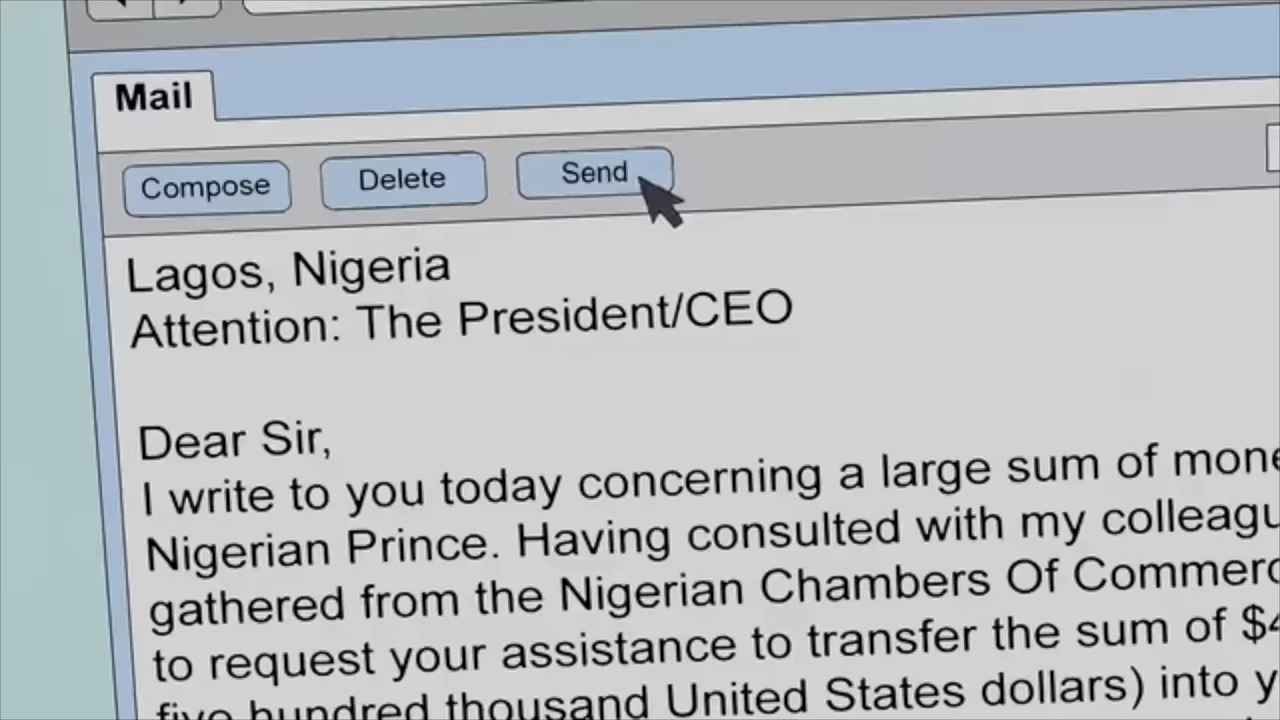 Mail
Compose Delete Send
Lagos, Nigeria
Attention: The President/CEO
Dear Sir,
I write to you today concerning a large sum of
Nigerian Prince. Having consulted with my
gathered from the Nigerian Chambers Of
to request your assistance to transfer the sum of
five hundred thousand United States dollars) into